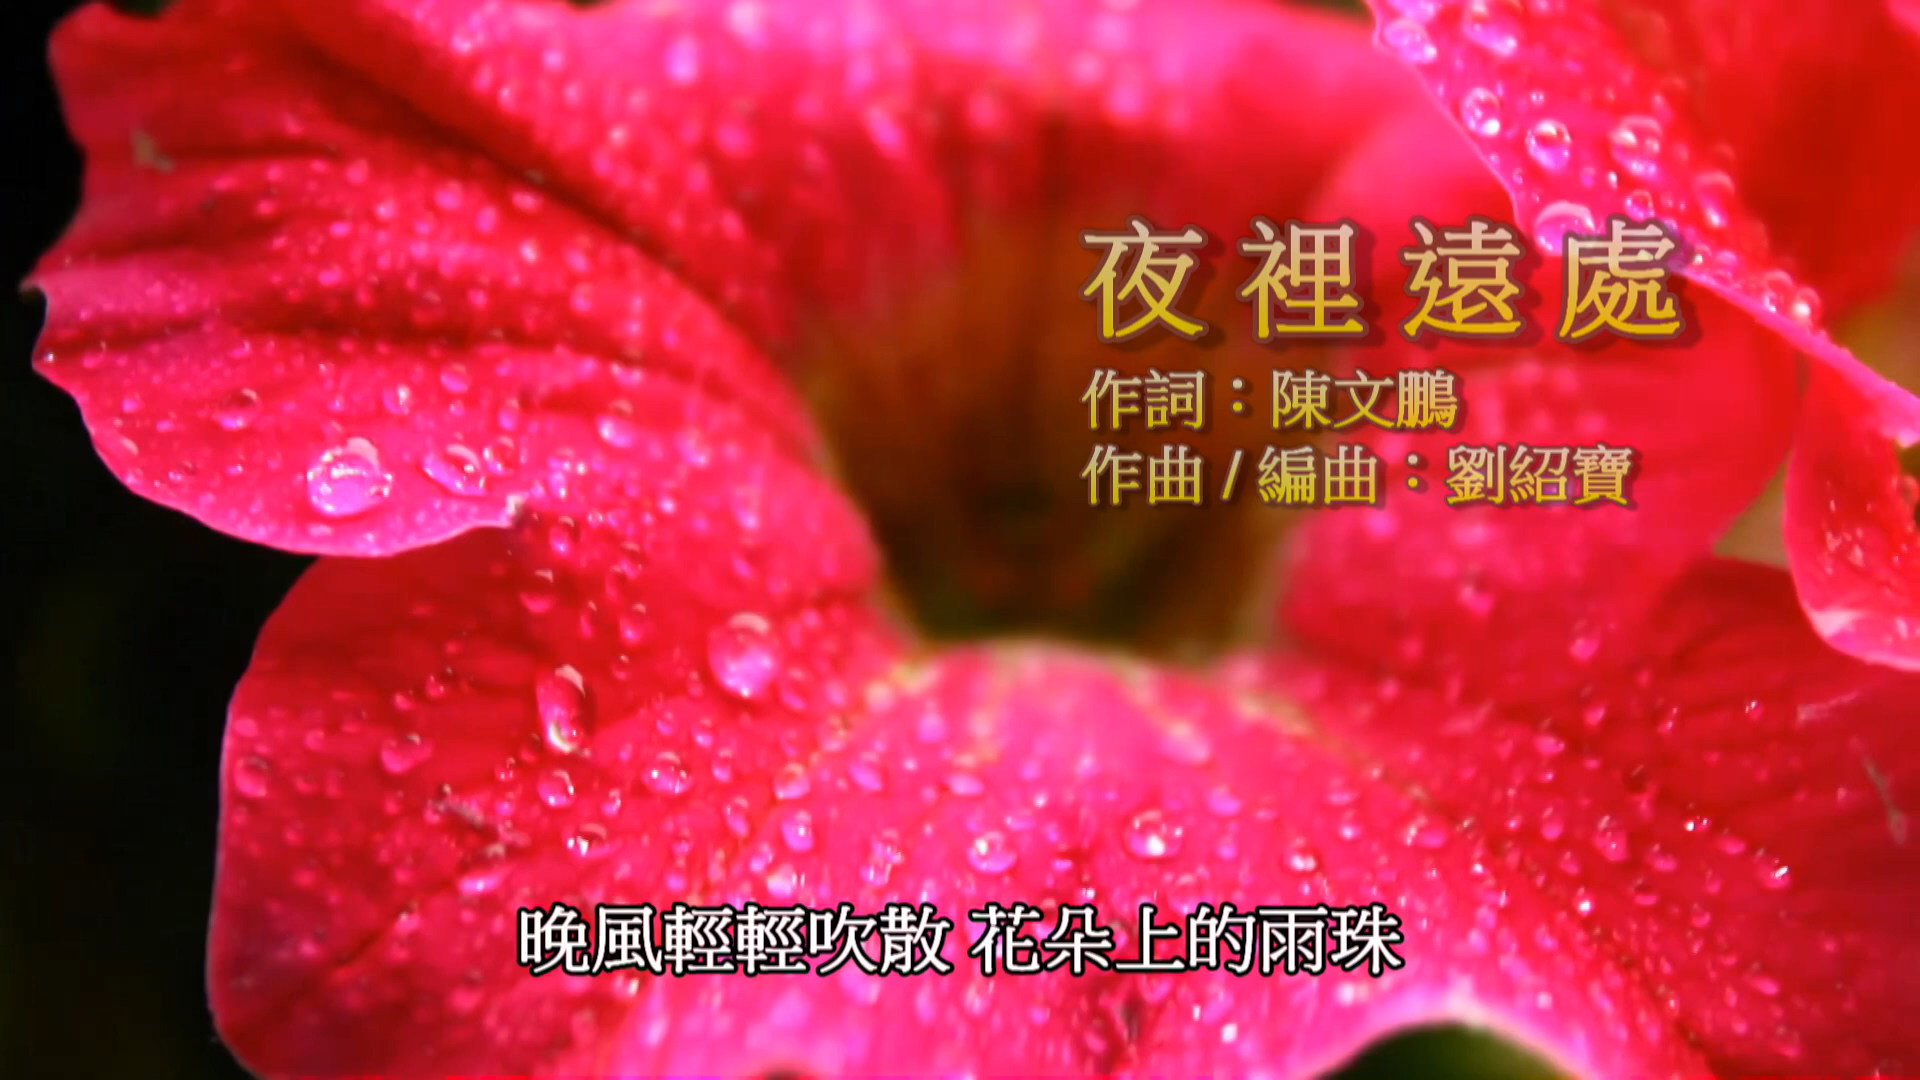 夜裡遠處
作詞：陳文鵬
作曲/編曲：劉紹寶
晚風輕輕吹散 花朵上的雨珠